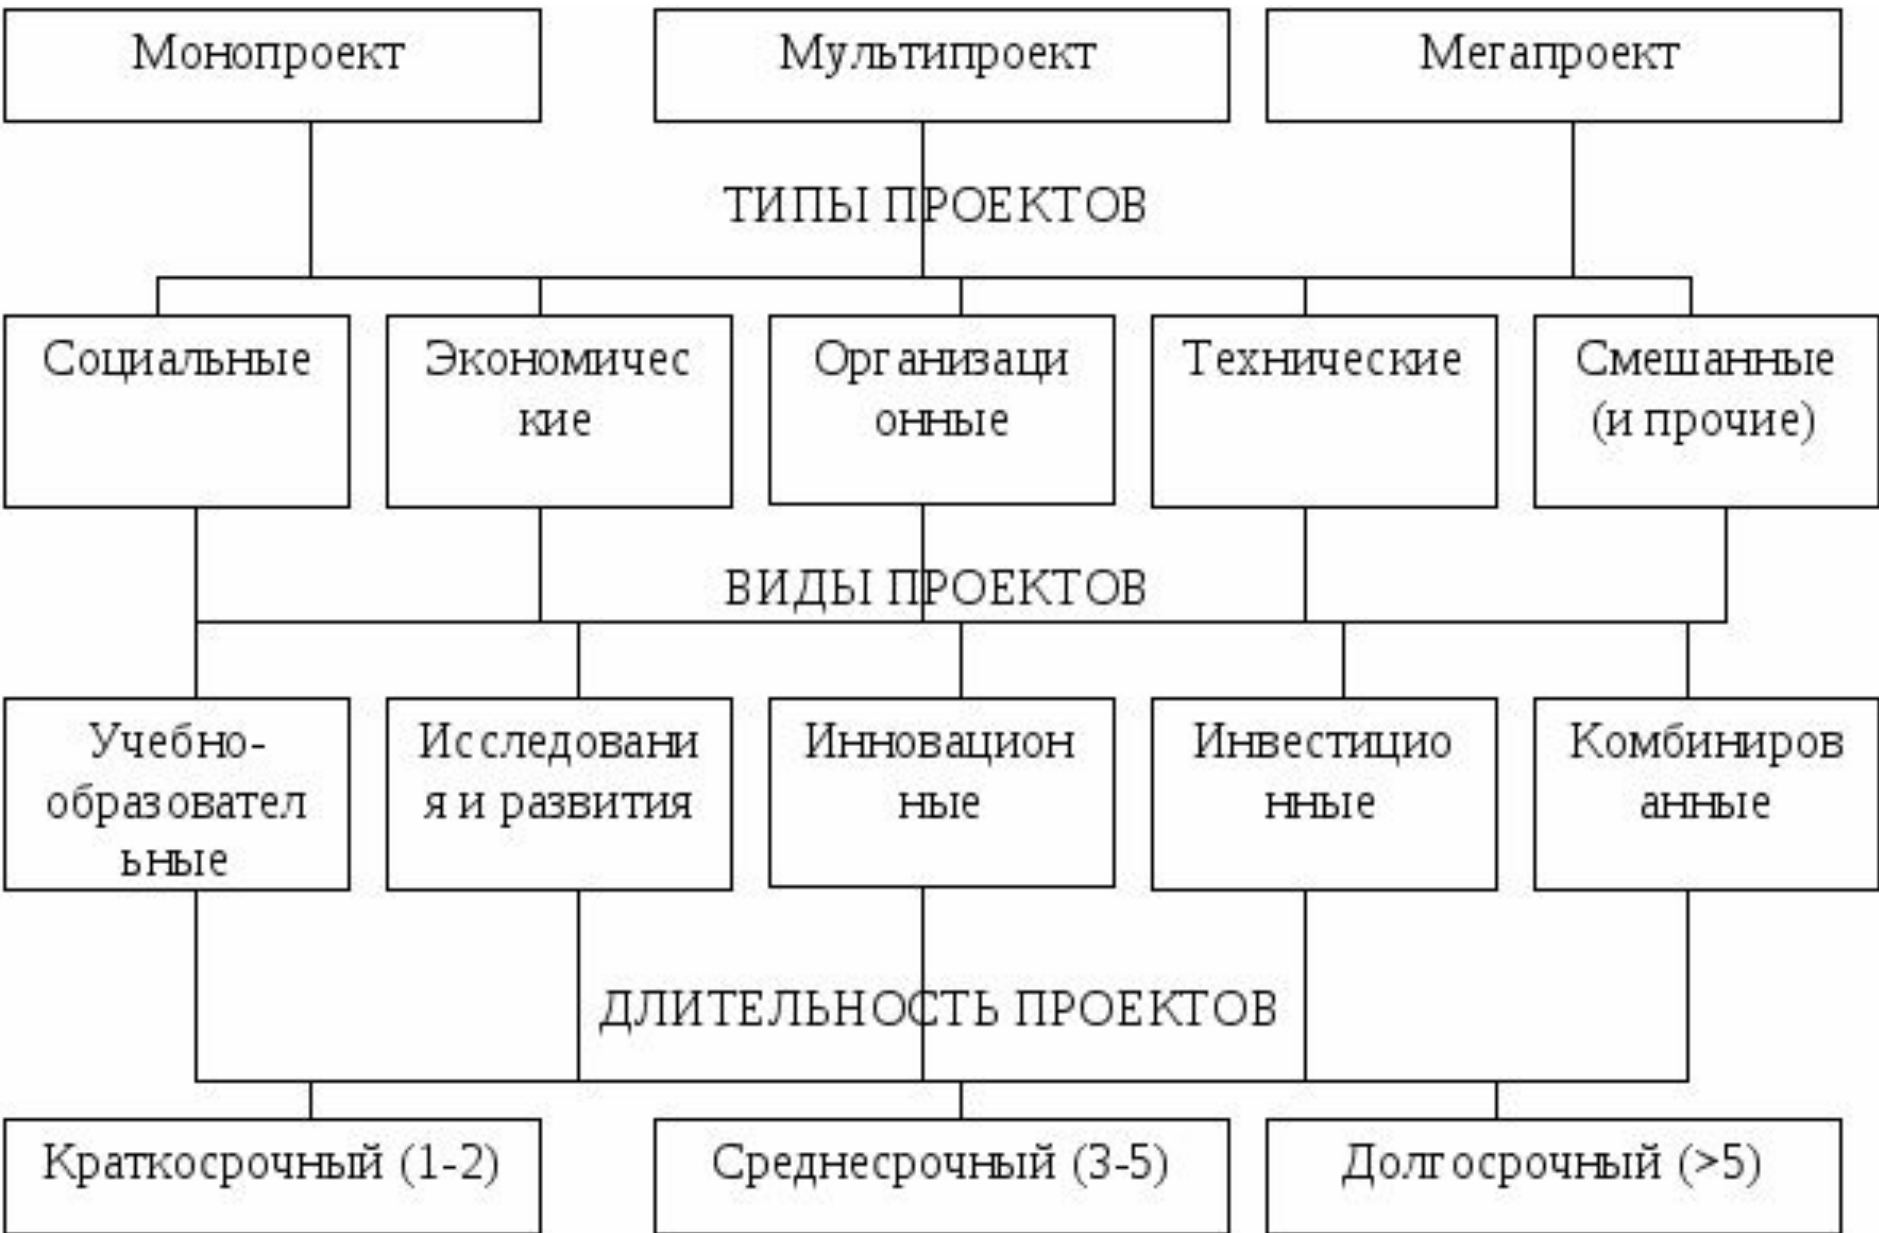 Монопроект
Мультипроект
Мегапроект
ТИПЫ ПРОЕКТОВ
Социальные
Экономичес
кие
Организаци
онные
Технические
Смешанные
(и прочие)
ВИДЫ ПРОЕКТОВ
Учебно-
образовател
ьные
Исследовани
я и развития
Инновацион
ные
Инвестицио
нные
Комбиниров
анные
ДЛИТЕЛЬНОСТЬ ПРОЕКТОВ
Краткосрочный (1-2)
Среднесрочный (3-5)
Долгосрочный (>5)